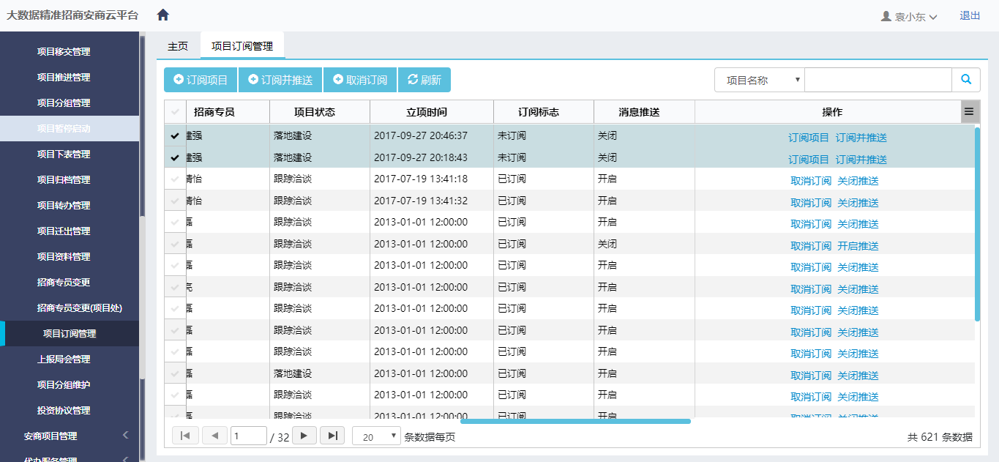 大数据精准招商安商云平台
袁小东
退出
项目移交管理
项目推进管理
项目分组管理
项目暂停启动
项目下表管理
项目归档管理
项目转办管理
项目迁出管理
项目资料管理
招商专员变更
招商专员变更(项目处)
项目订阅管理
上报局会管理
项目分组维护
投资协议管理
安商项目管理
代办服务管理
主页 项目订阅管理
订阅项目 订阅并推送 取消订阅 刷新
项目名称
招商专员 项目状态 立项时间 订阅标志 消息推送 操作
建强 落地建设 2017-09-27 20:46:37 未订阅 关闭 订阅项目 订阅并推送
建强 落地建设 2017-09-27 20:18:43 未订阅 关闭 订阅项目 订阅并推送
跟踪洽谈 2017-07-19 13:41:18 已订阅 开启 取消订阅 关闭推送
跟踪洽谈 2017-07-19 13:41:32 已订阅 开启 取消订阅 关闭推送
磊 跟踪洽谈 2013-01-01 12:00:00 已订阅 开启 取消订阅 关闭推送
磊 跟踪洽谈 2013-01-01 12:00:00 已订阅 关闭 取消订阅 开启推送
磊 跟踪洽谈 2013-01-01 12:00:00 已订阅 开启 取消订阅 关闭推送
亮 跟踪洽谈 2013-01-01 12:00:00 已订阅 开启 取消订阅 关闭推送
磊 跟踪洽谈 2013-01-01 12:00:00 已订阅 开启 取消订阅 关闭推送
磊 跟踪洽谈 2013-01-01 12:00:00 已订阅 开启 取消订阅 关闭推送
磊 跟踪洽谈 2013-01-01 12:00:00 已订阅 开启 取消订阅 关闭推送
磊 落地建设 2013-01-01 12:00:00 已订阅 开启 取消订阅 关闭推送
磊 跟踪洽谈 2013-01-01 12:00:00 已订阅 开启 取消订阅 关闭推送
磊 跟踪洽谈 2013-01-01 12:00:00 已订阅 开启 取消订阅 关闭推送
1 / 32 20 条数据每页 共 621 条数据